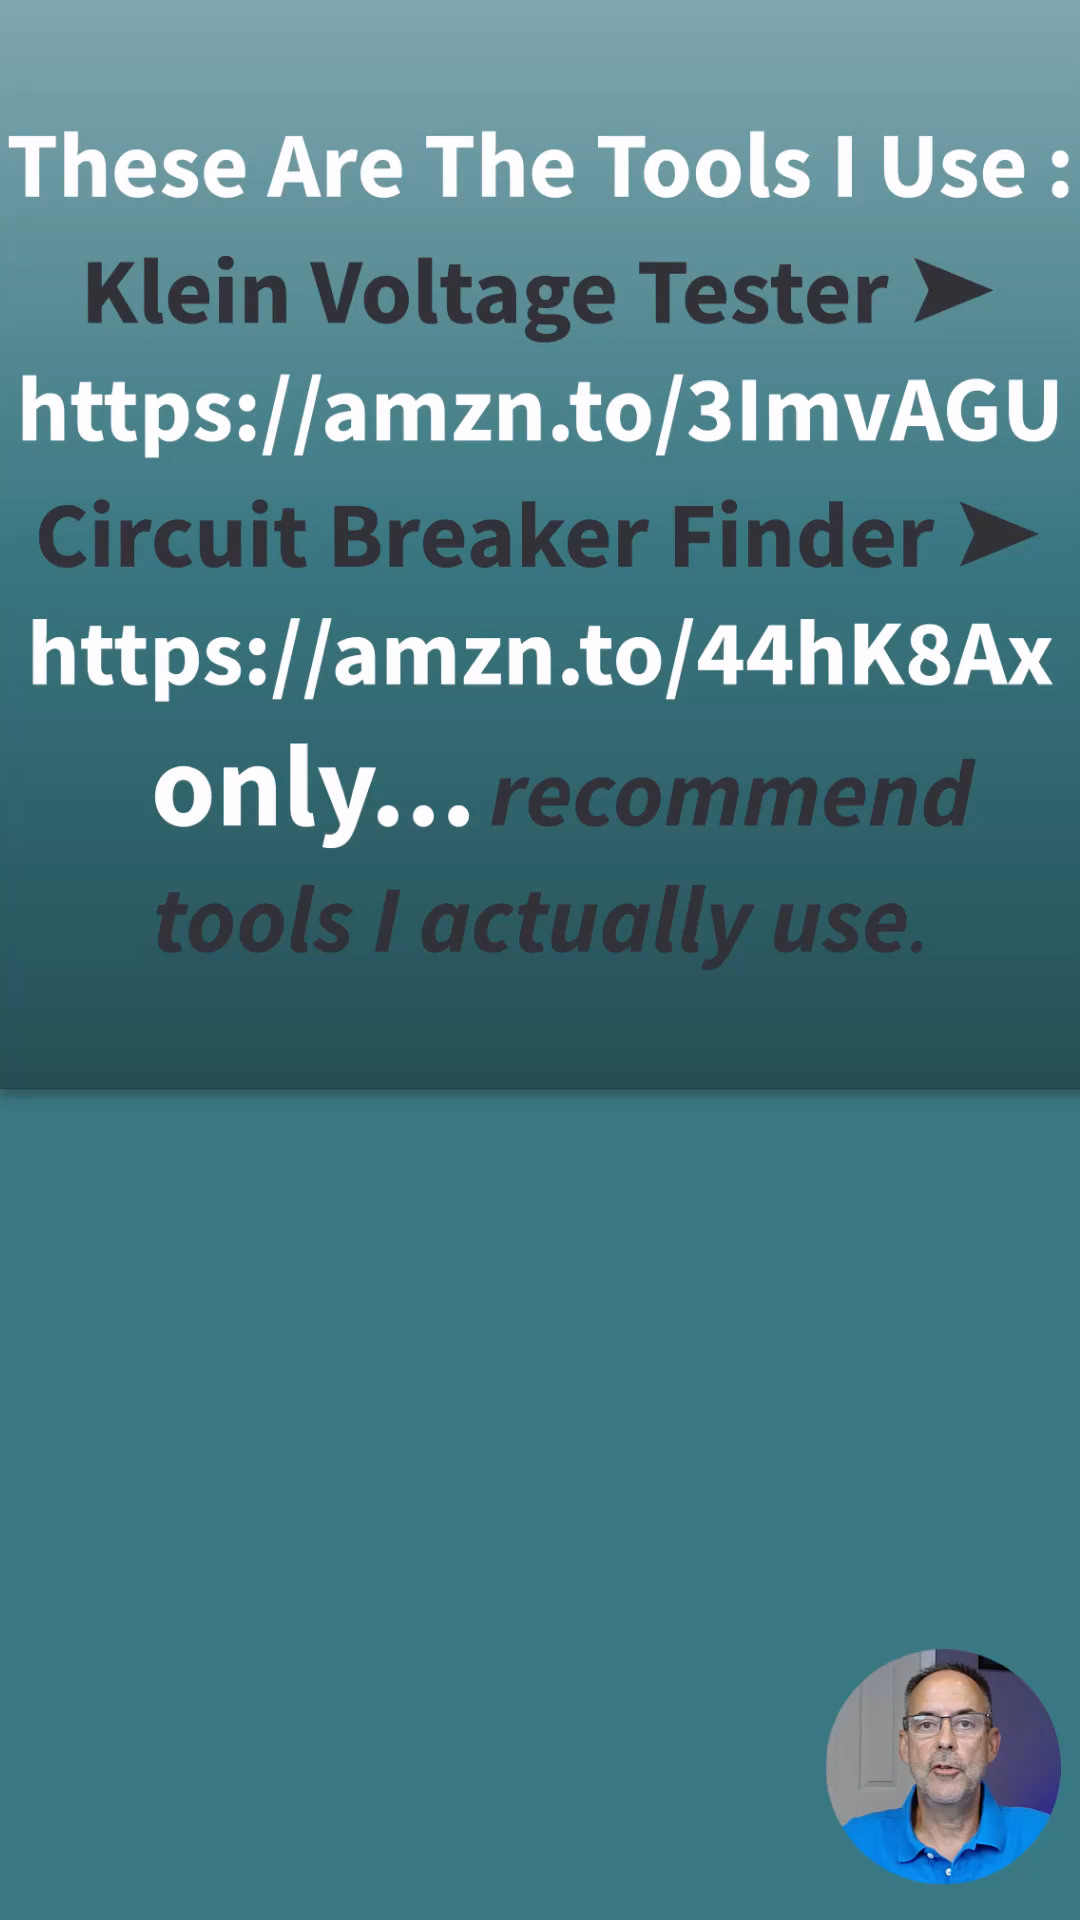 These Are The Tools I Use :
Klein Voltage Tester ➤
https://amzn.to/3ImvAGU
Circuit Breaker Finder ➤
https://amzn.to/44hK8Ax
only... recommend
tools I actually use.